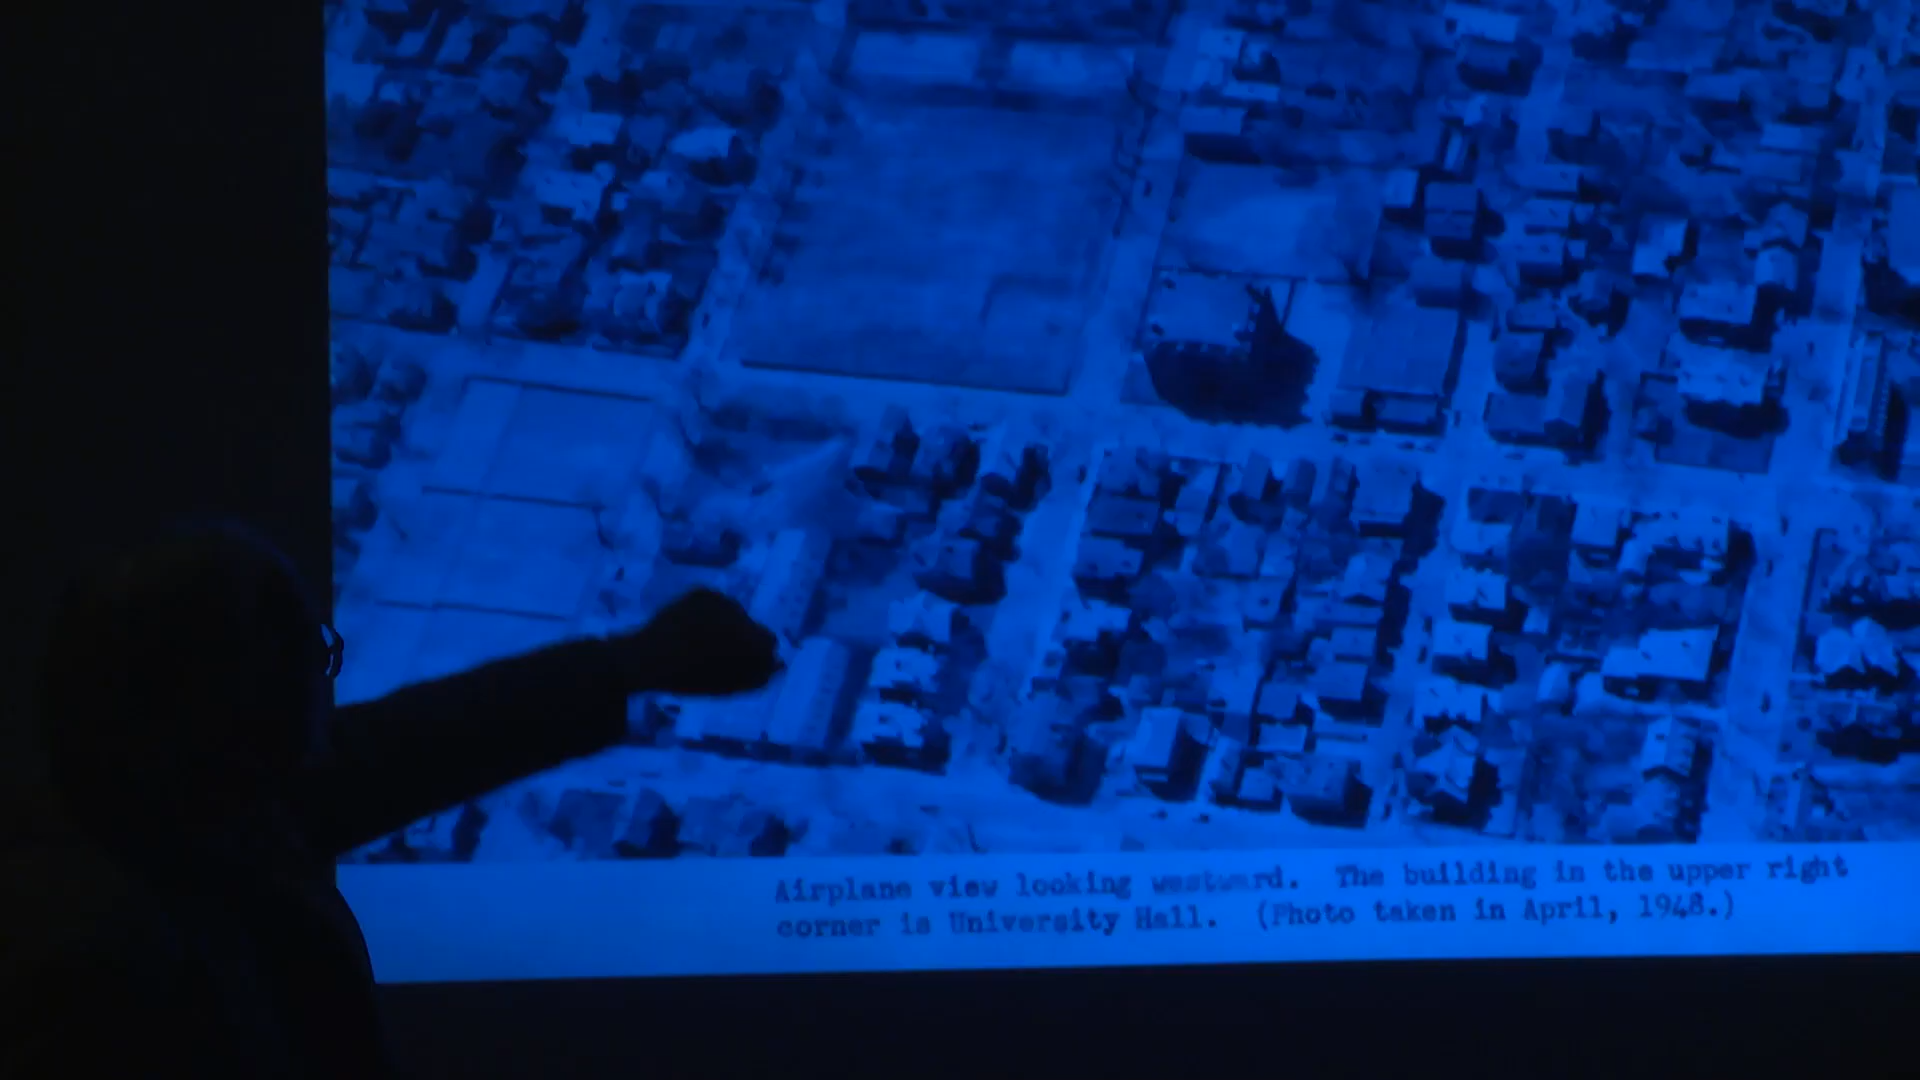 Airplane view looking westward. The building in the upper right
corner is University Hall. (Photo taken in April, 1948.)